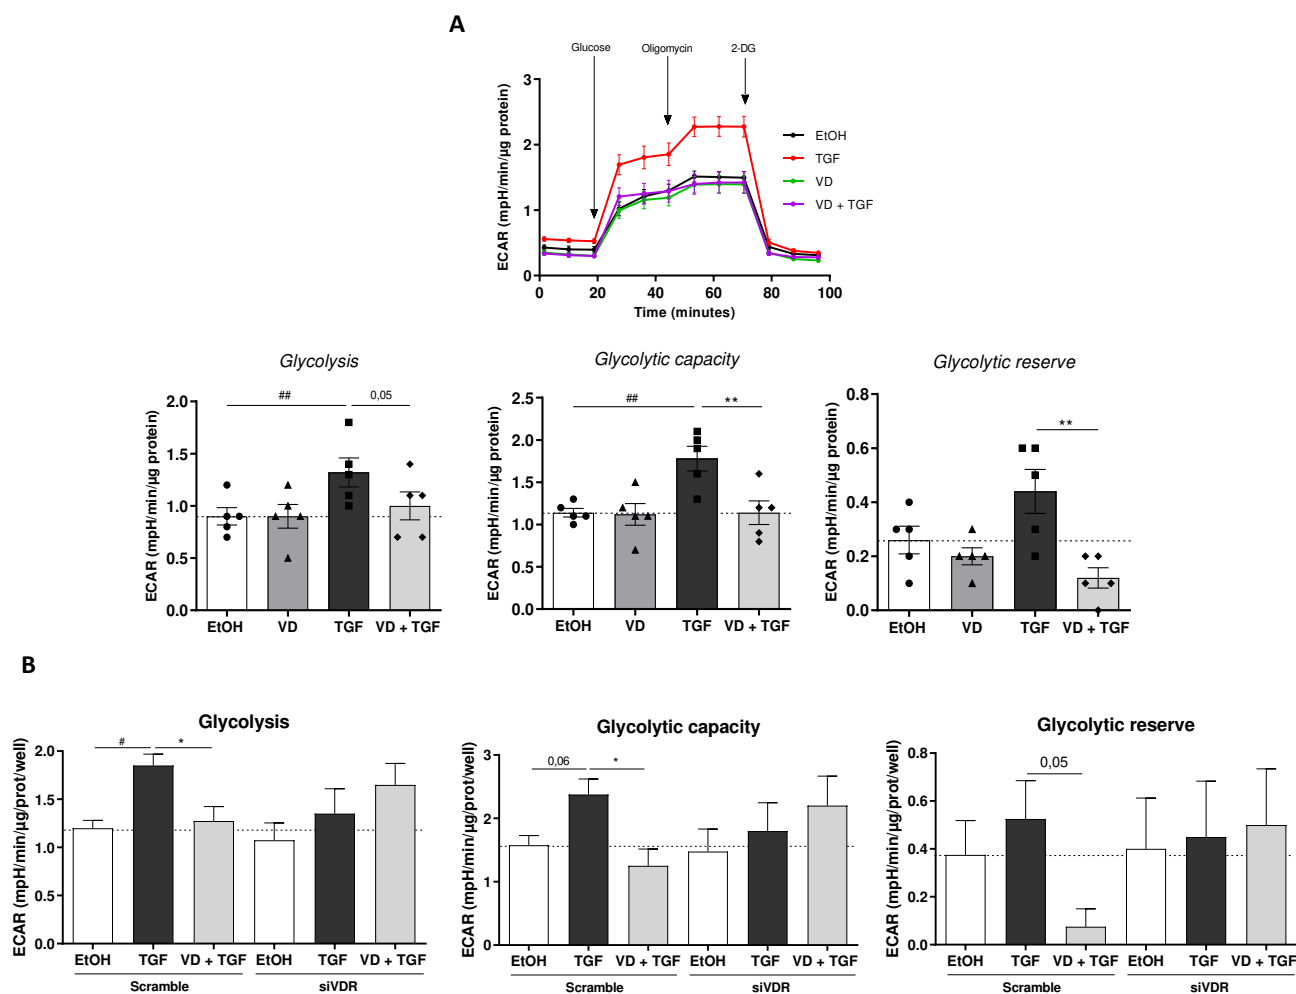 A
Glucose
Oligomycin
2-DG
ECAR (mpH/min/µg protein)
3
2
1
0
0
20
40
60
80
100
Time (minutes)
EtOH
TGF
VD
VD + TGF
Glycolysis
ECAR (mpH/min/µg protein)
2.0
1.5
1.0
0.5
0.0
##
0,05
EtOH
VD
TGF
VD + TGF
Glycolytic capacity
ECAR (mpH/min/µg protein)
2.5
2.0
1.5
1.0
0.5
0.0
##
**
EtOH
VD
TGF
VD + TGF
Glycolytic reserve
ECAR (mpH/min/µg protein)
0.8
0.6
0.4
0.2
0.0
**
EtOH
VD
TGF
VD + TGF
B
Glycolysis
ECAR (mpH/min/µg/prot/well)
2.0
1.5
1.0
0.5
0.0
#
*
EtOH
TGF
VD + TGF
EtOH
TGF
VD + TGF
Scramble
siVDR
Glycolytic capacity
ECAR (mpH/min/µg/prot/well)
3
2
1
0
0,06
*
EtOH
TGF
VD + TGF
EtOH
TGF
VD + TGF
Scramble
siVDR
Glycolytic reserve
ECAR (mpH/min/µg/prot/well)
0.8
0.6
0.4
0.2
0.0
0,05
EtOH
TGF
VD + TGF
EtOH
TGF
VD + TGF
Scramble
siVDR